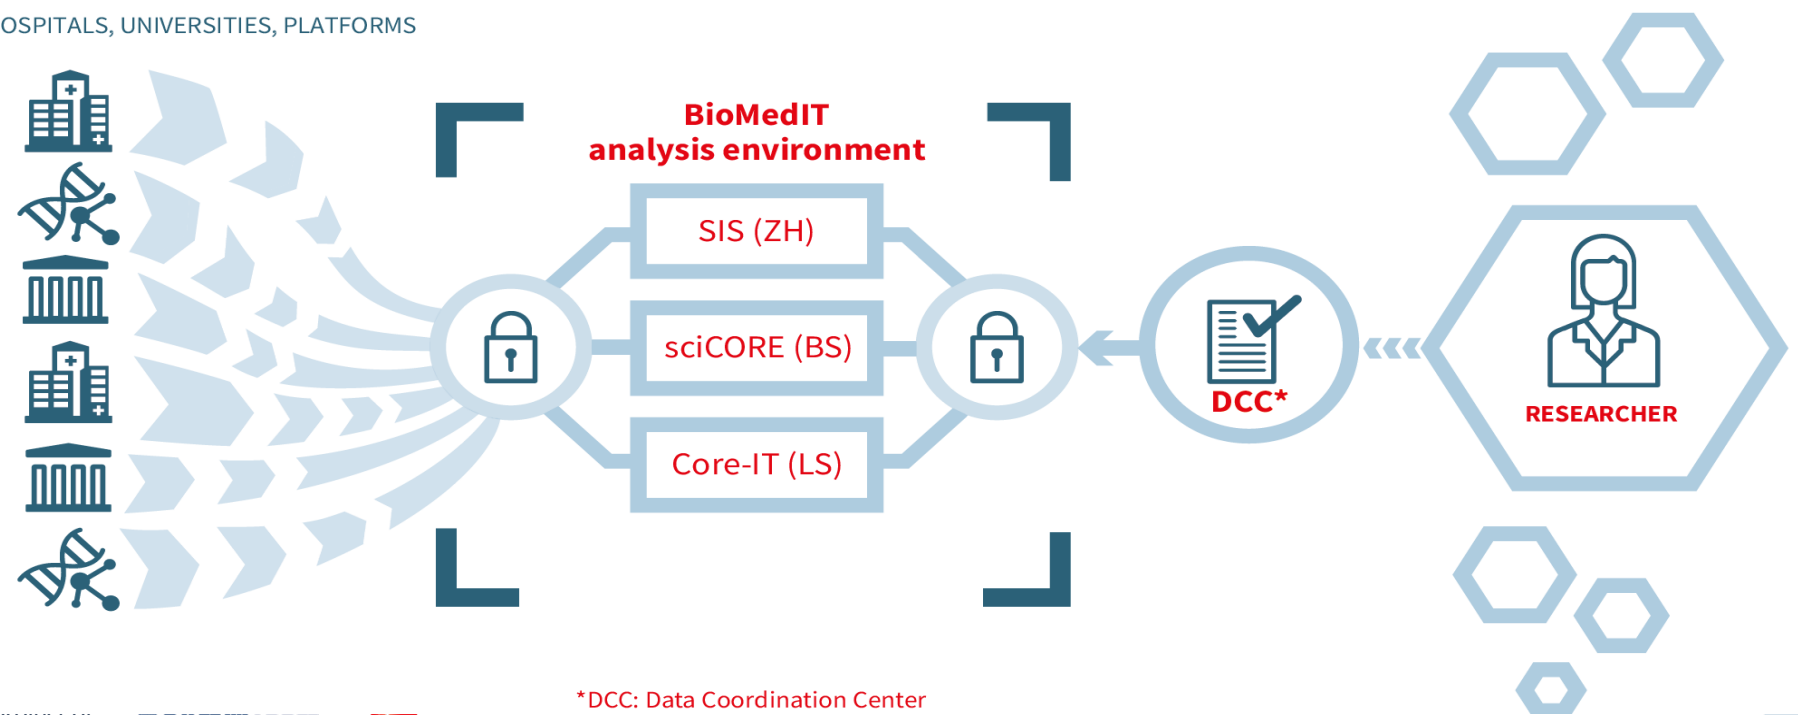 OSPITALS, UNIVERSITIES, PLATFORMS
BioMedIT
analysis environment
SIS (ZH)
sciCORE (BS)
Core-IT (LS)
DCC*
RESEARCHER
*DCC: Data Coordination Center